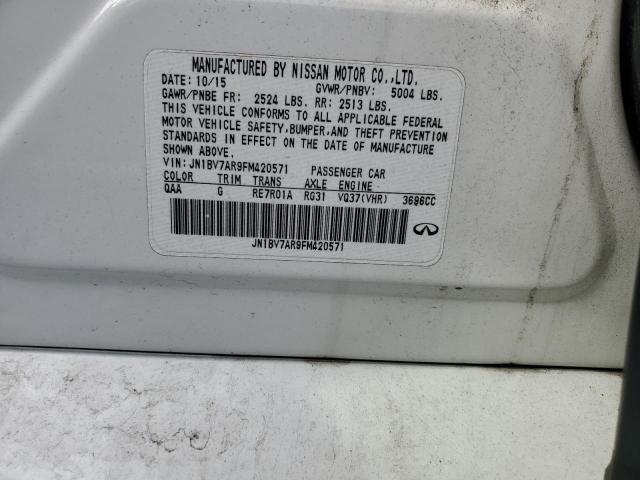 MANUFACTURED BY NISSAN MOTOR CO.,LTD.
DATE: 10/15 GVWR/PNBV: 5004 LBS.
GAWR/PNBE FR: 2524 LBS. RR: 2513 LBS.
THIS VEHICLE CONFORMS TO ALL APPLICABLE FEDERAL
MOTOR VEHICLE SAFETY,BUMPER,AND THEFT PREVENTION
STANDARDS IN EFFECT ON THE DATE OF MANUFACTURE
SHOWN ABOVE.
VIN: JN1BV7AR9FM420571 PASSENGER CAR
COLOR TRIM TRANS AXLE ENGINE
QAA G RE7R01A RG31 VQ37(VHR) 3696CC
JN1BV7AR9FM420571